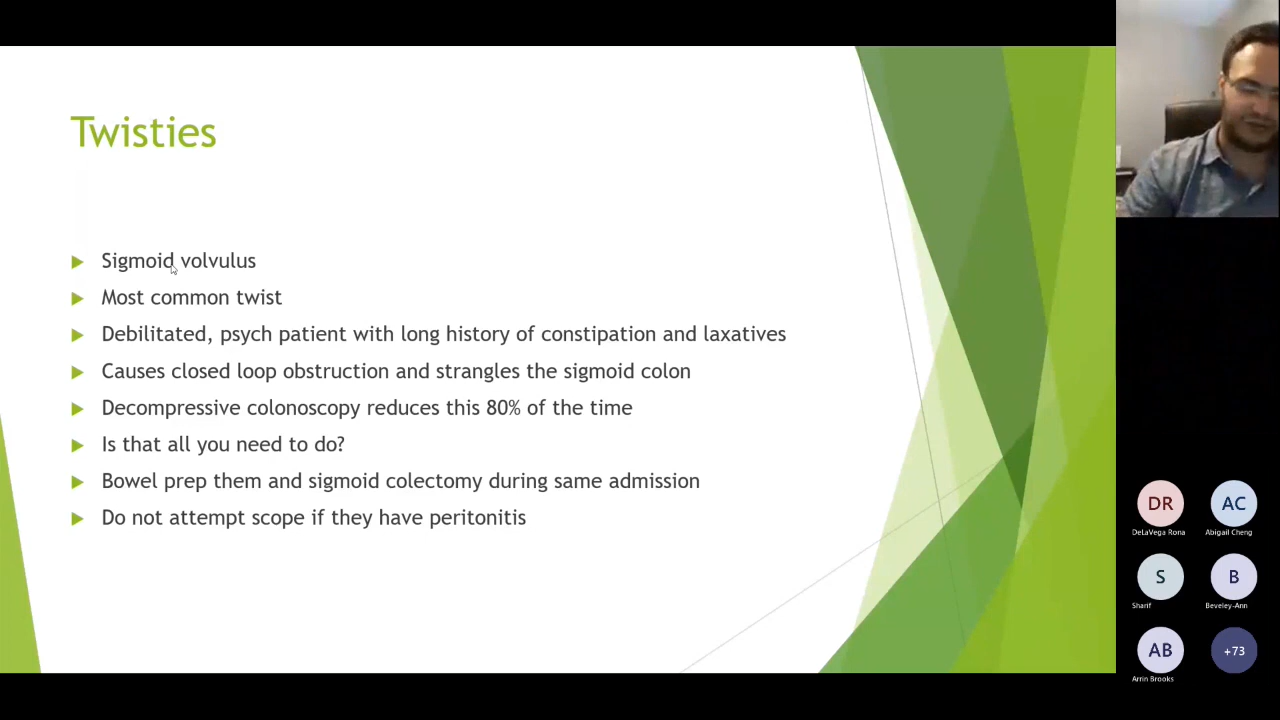 Twisties
Sigmoid volvulus
Most common twist
Debilitated, psych patient with long history of constipation and laxatives
Causes closed loop obstruction and strangles the sigmoid colon
Decompressive colonoscopy reduces this 80% of the time
Is that all you need to do?
Bowel prep them and sigmoid colectomy during same admission
Do not attempt scope if they have peritonitis
DR
AC
DeLaVega Rona
Abigail Cheng
S
B
Sharif
Beveley-Ann
AB
+73
Arrin Brooks